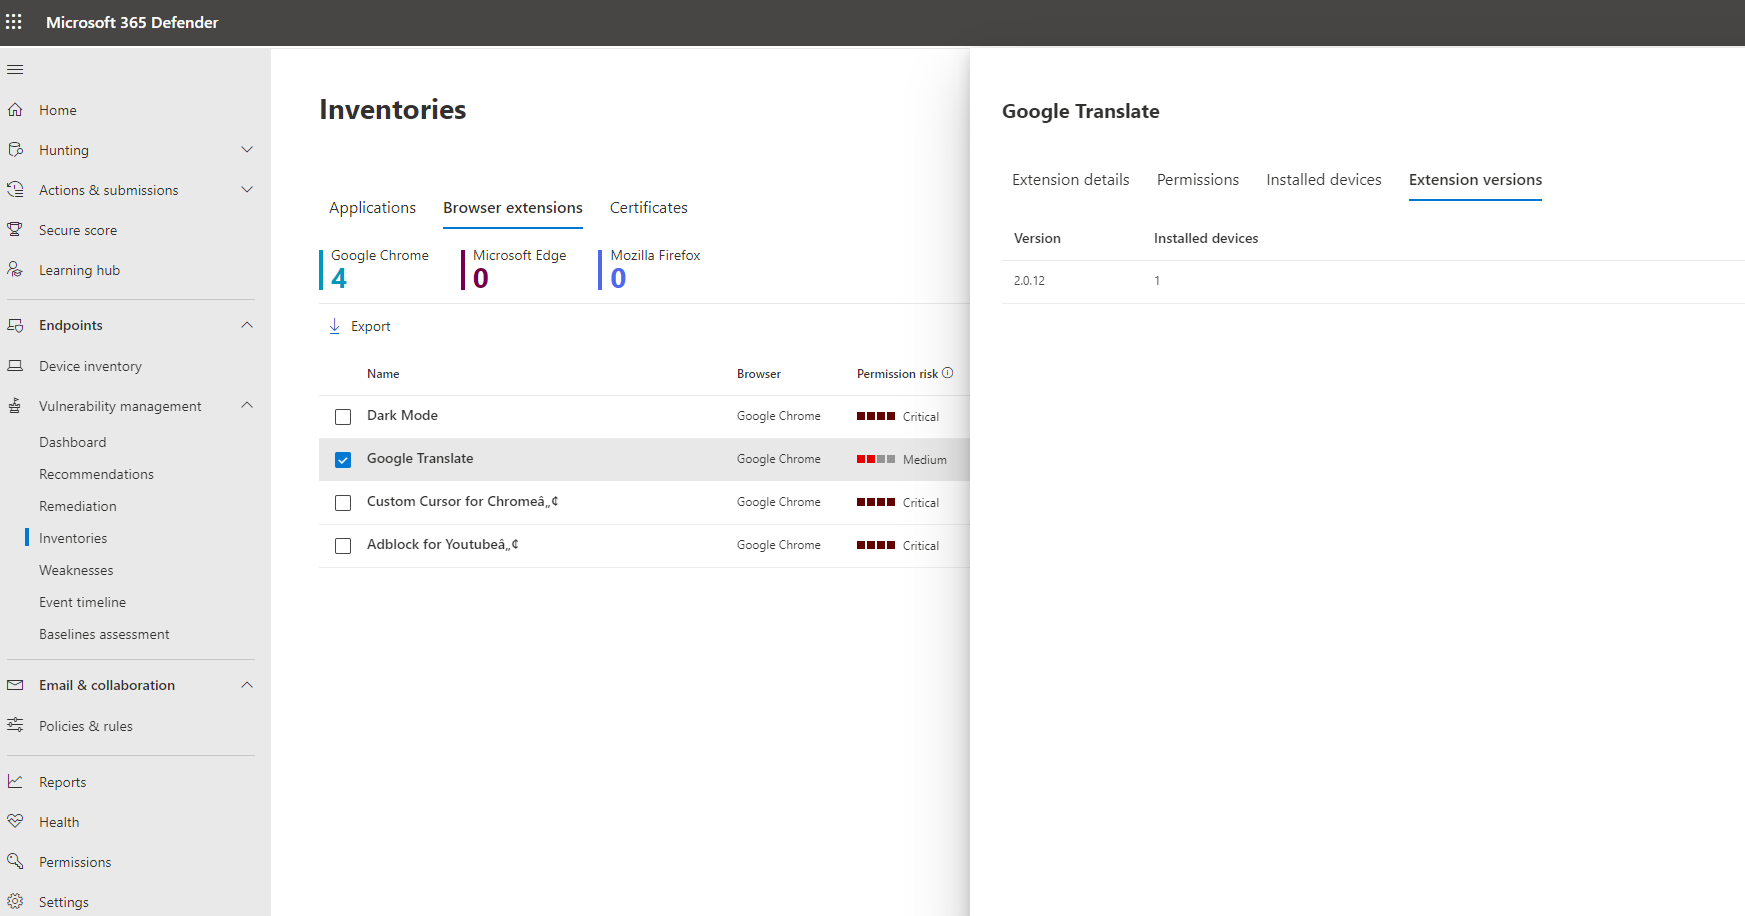 Microsoft 365 Defender
Home
Hunting
Actions & submissions
Secure score
Learning hub
Endpoints
Device inventory
Vulnerability management
Dashboard
Recommendations
Remediation
Inventories
Weaknesses
Event timeline
Baselines assessment
Email & collaboration
Policies & rules
Reports
Health
Permissions
Settings
Inventories
Applications Browser extensions Certificates
Google Chrome Microsoft Edge Mozilla Firefox
4 0 0
Export
Name Browser Permission risk
Dark Mode Google Chrome Critical
Google Translate Google Chrome Medium
Custom Cursor for Chromeâ„¢ Google Chrome Critical
Adblock for Youtubeâ„¢ Google Chrome Critical
Google Translate
Extension details Permissions Installed devices Extension versions
Version Installed devices
2.0.12 1